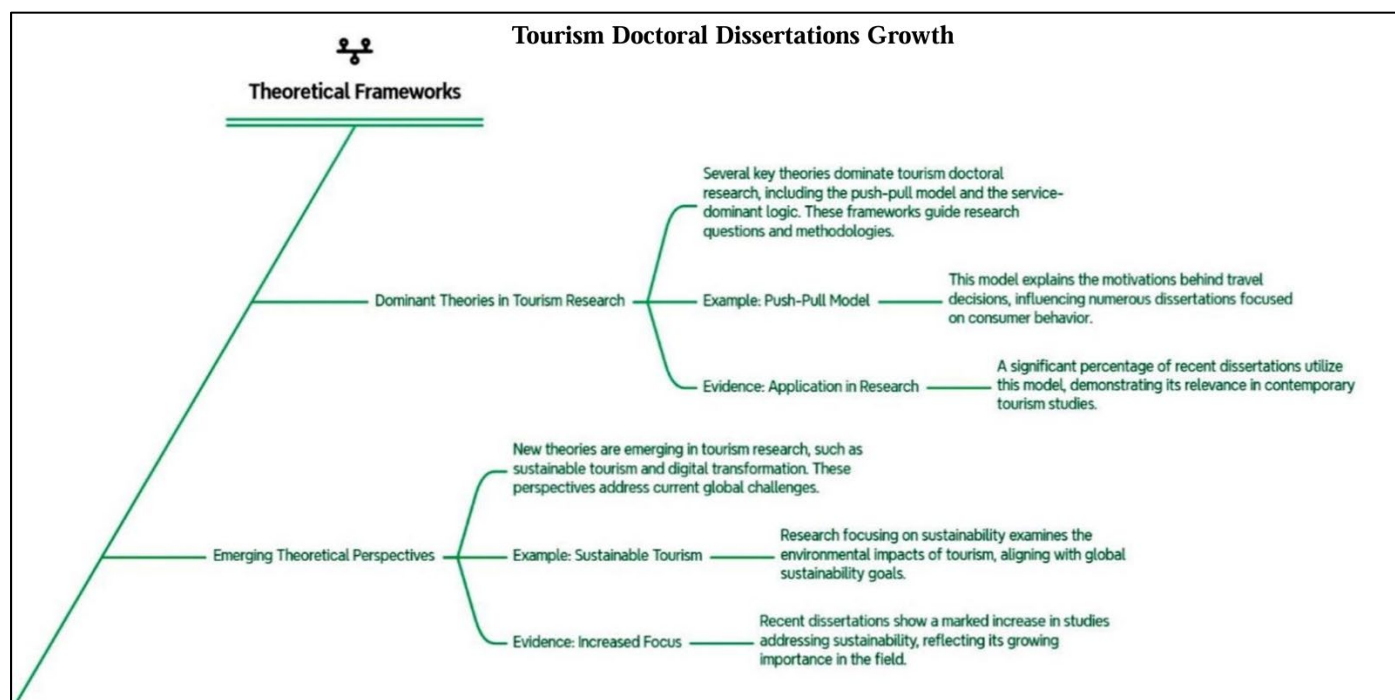 Tourism Doctoral Dissertations Growth
Theoretical Frameworks
Several key theories dominate tourism doctoral
research, including the push-pull model and the service-
dominant logic. These frameworks guide research
questions and methodologies.
Dominant Theories in Tourism Research
Example: Push-Pull Model
This model explains the motivations behind travel
decisions, influencing numerous dissertations focused
on consumer behavior.
Evidence: Application in Research
A significant percentage of recent dissertations utilize
this model, demonstrating its relevance in contemporary
tourism studies.
New theories are emerging in tourism research, such as
sustainable tourism and digital transformation. These
perspectives address current global challenges.
Emerging Theoretical Perspectives
Example: Sustainable Tourism
Research focusing on sustainability examines the
environmental impacts of tourism, aligning with global
sustainability goals.
Evidence: Increased Focus
Recent dissertations show a marked increase in studies
addressing sustainability, reflecting its growing
importance in the field.